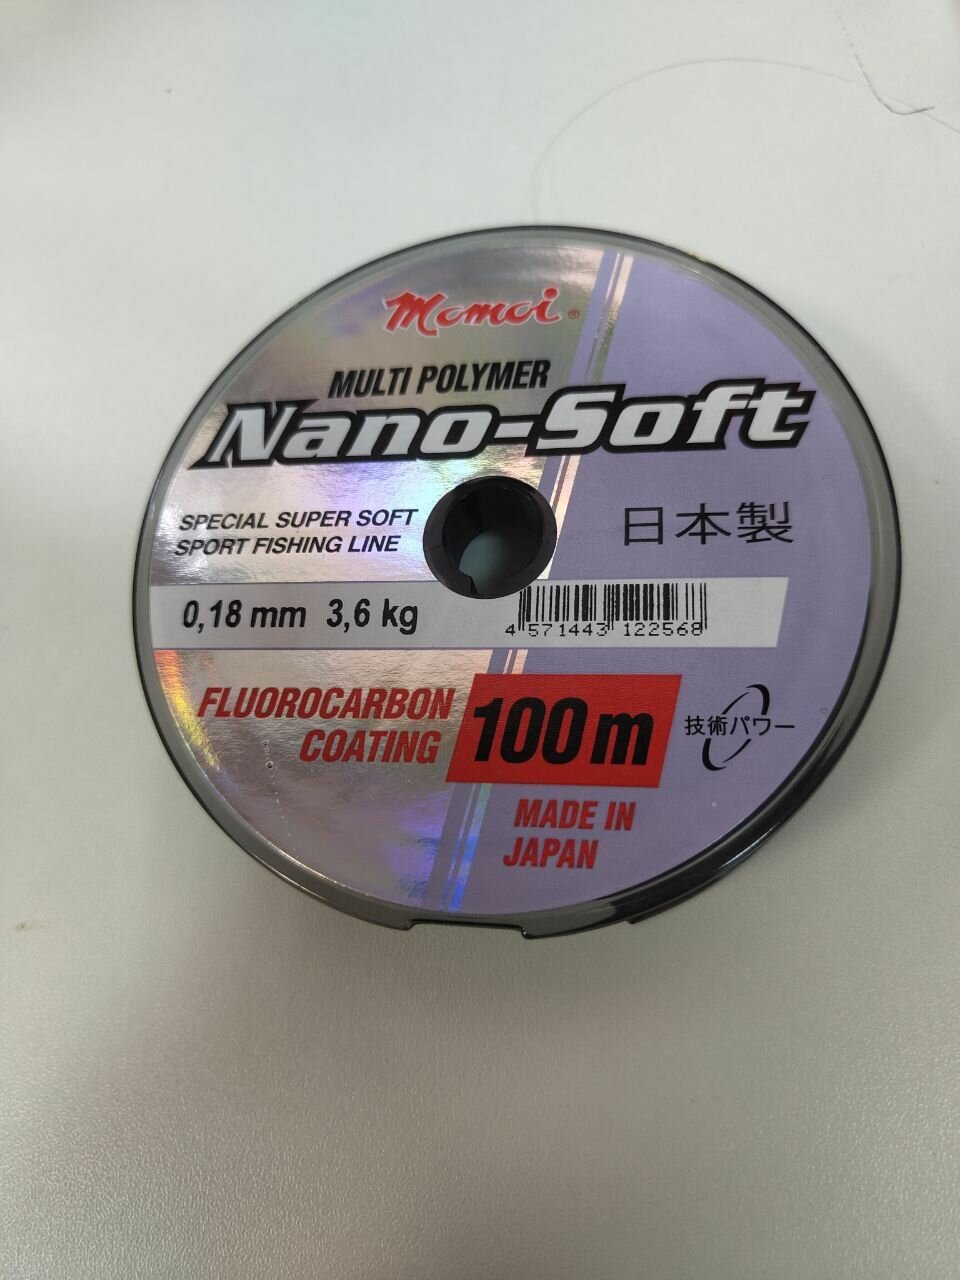 Momoi®
MULTI POLYMER
Nano-Soft
SPECIAL SUPER SOFT
SPORT FISHING LINE
日本製
0,18 mm 3,6 kg
4 571443 122568
FLUOROCARBON
COATING
100 m
技術パワー
MADE IN
JAPAN